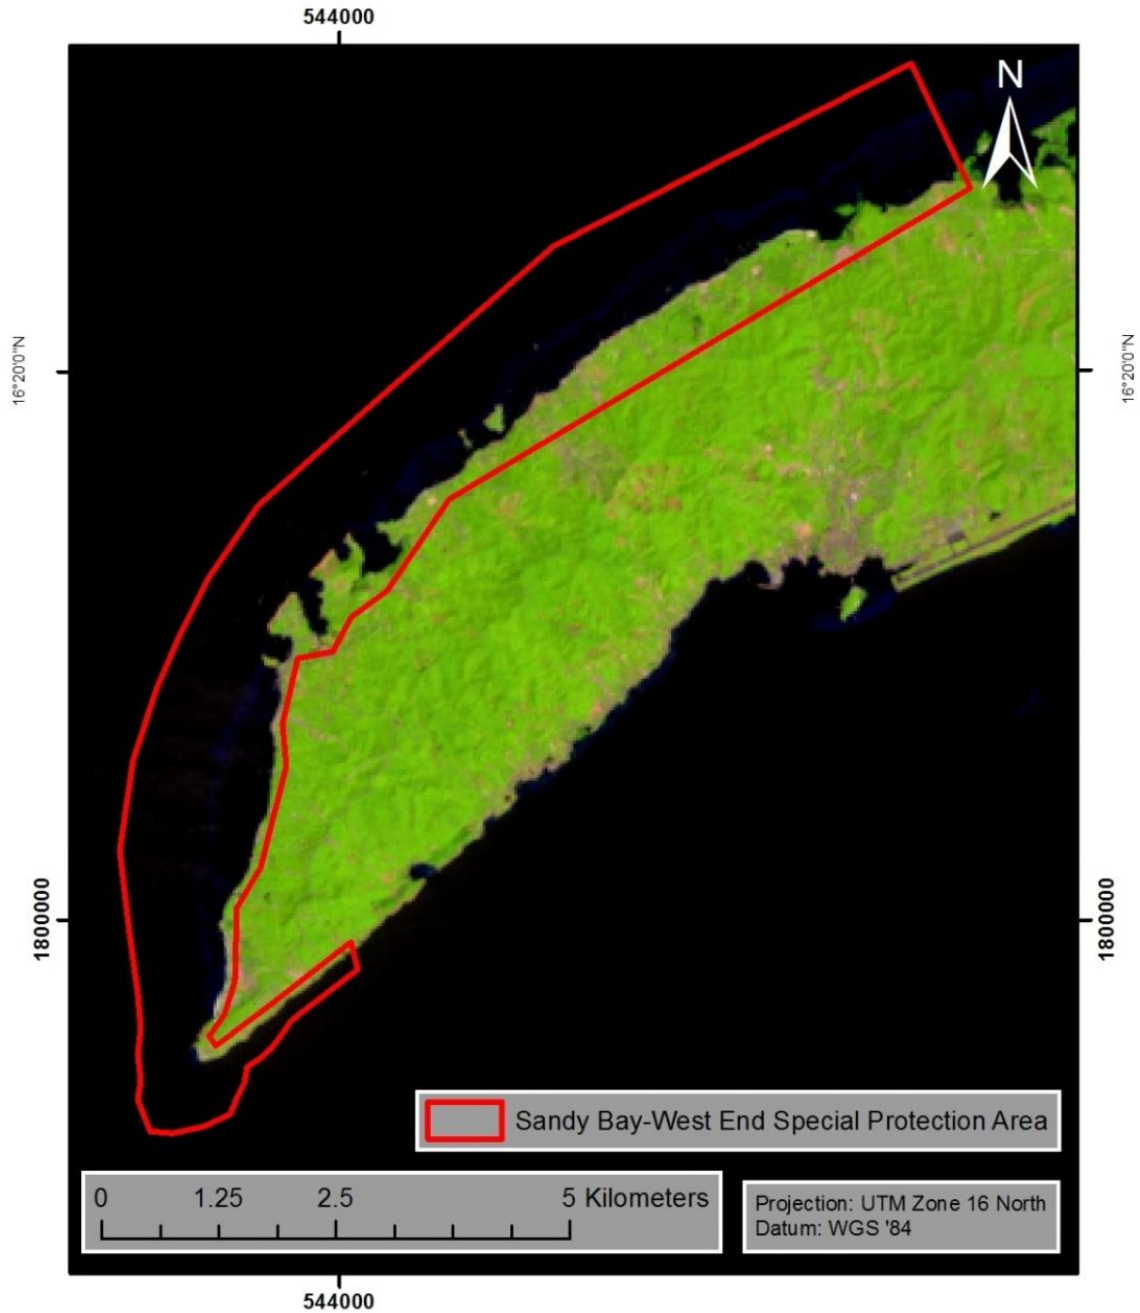 544000
N
16°20'0"N
16°20'0"N
1800000
1800000
Sandy Bay-West End Special Protection Area
0 1.25 2.5 5 Kilometers
Projection: UTM Zone 16 North
Datum: WGS '84
544000